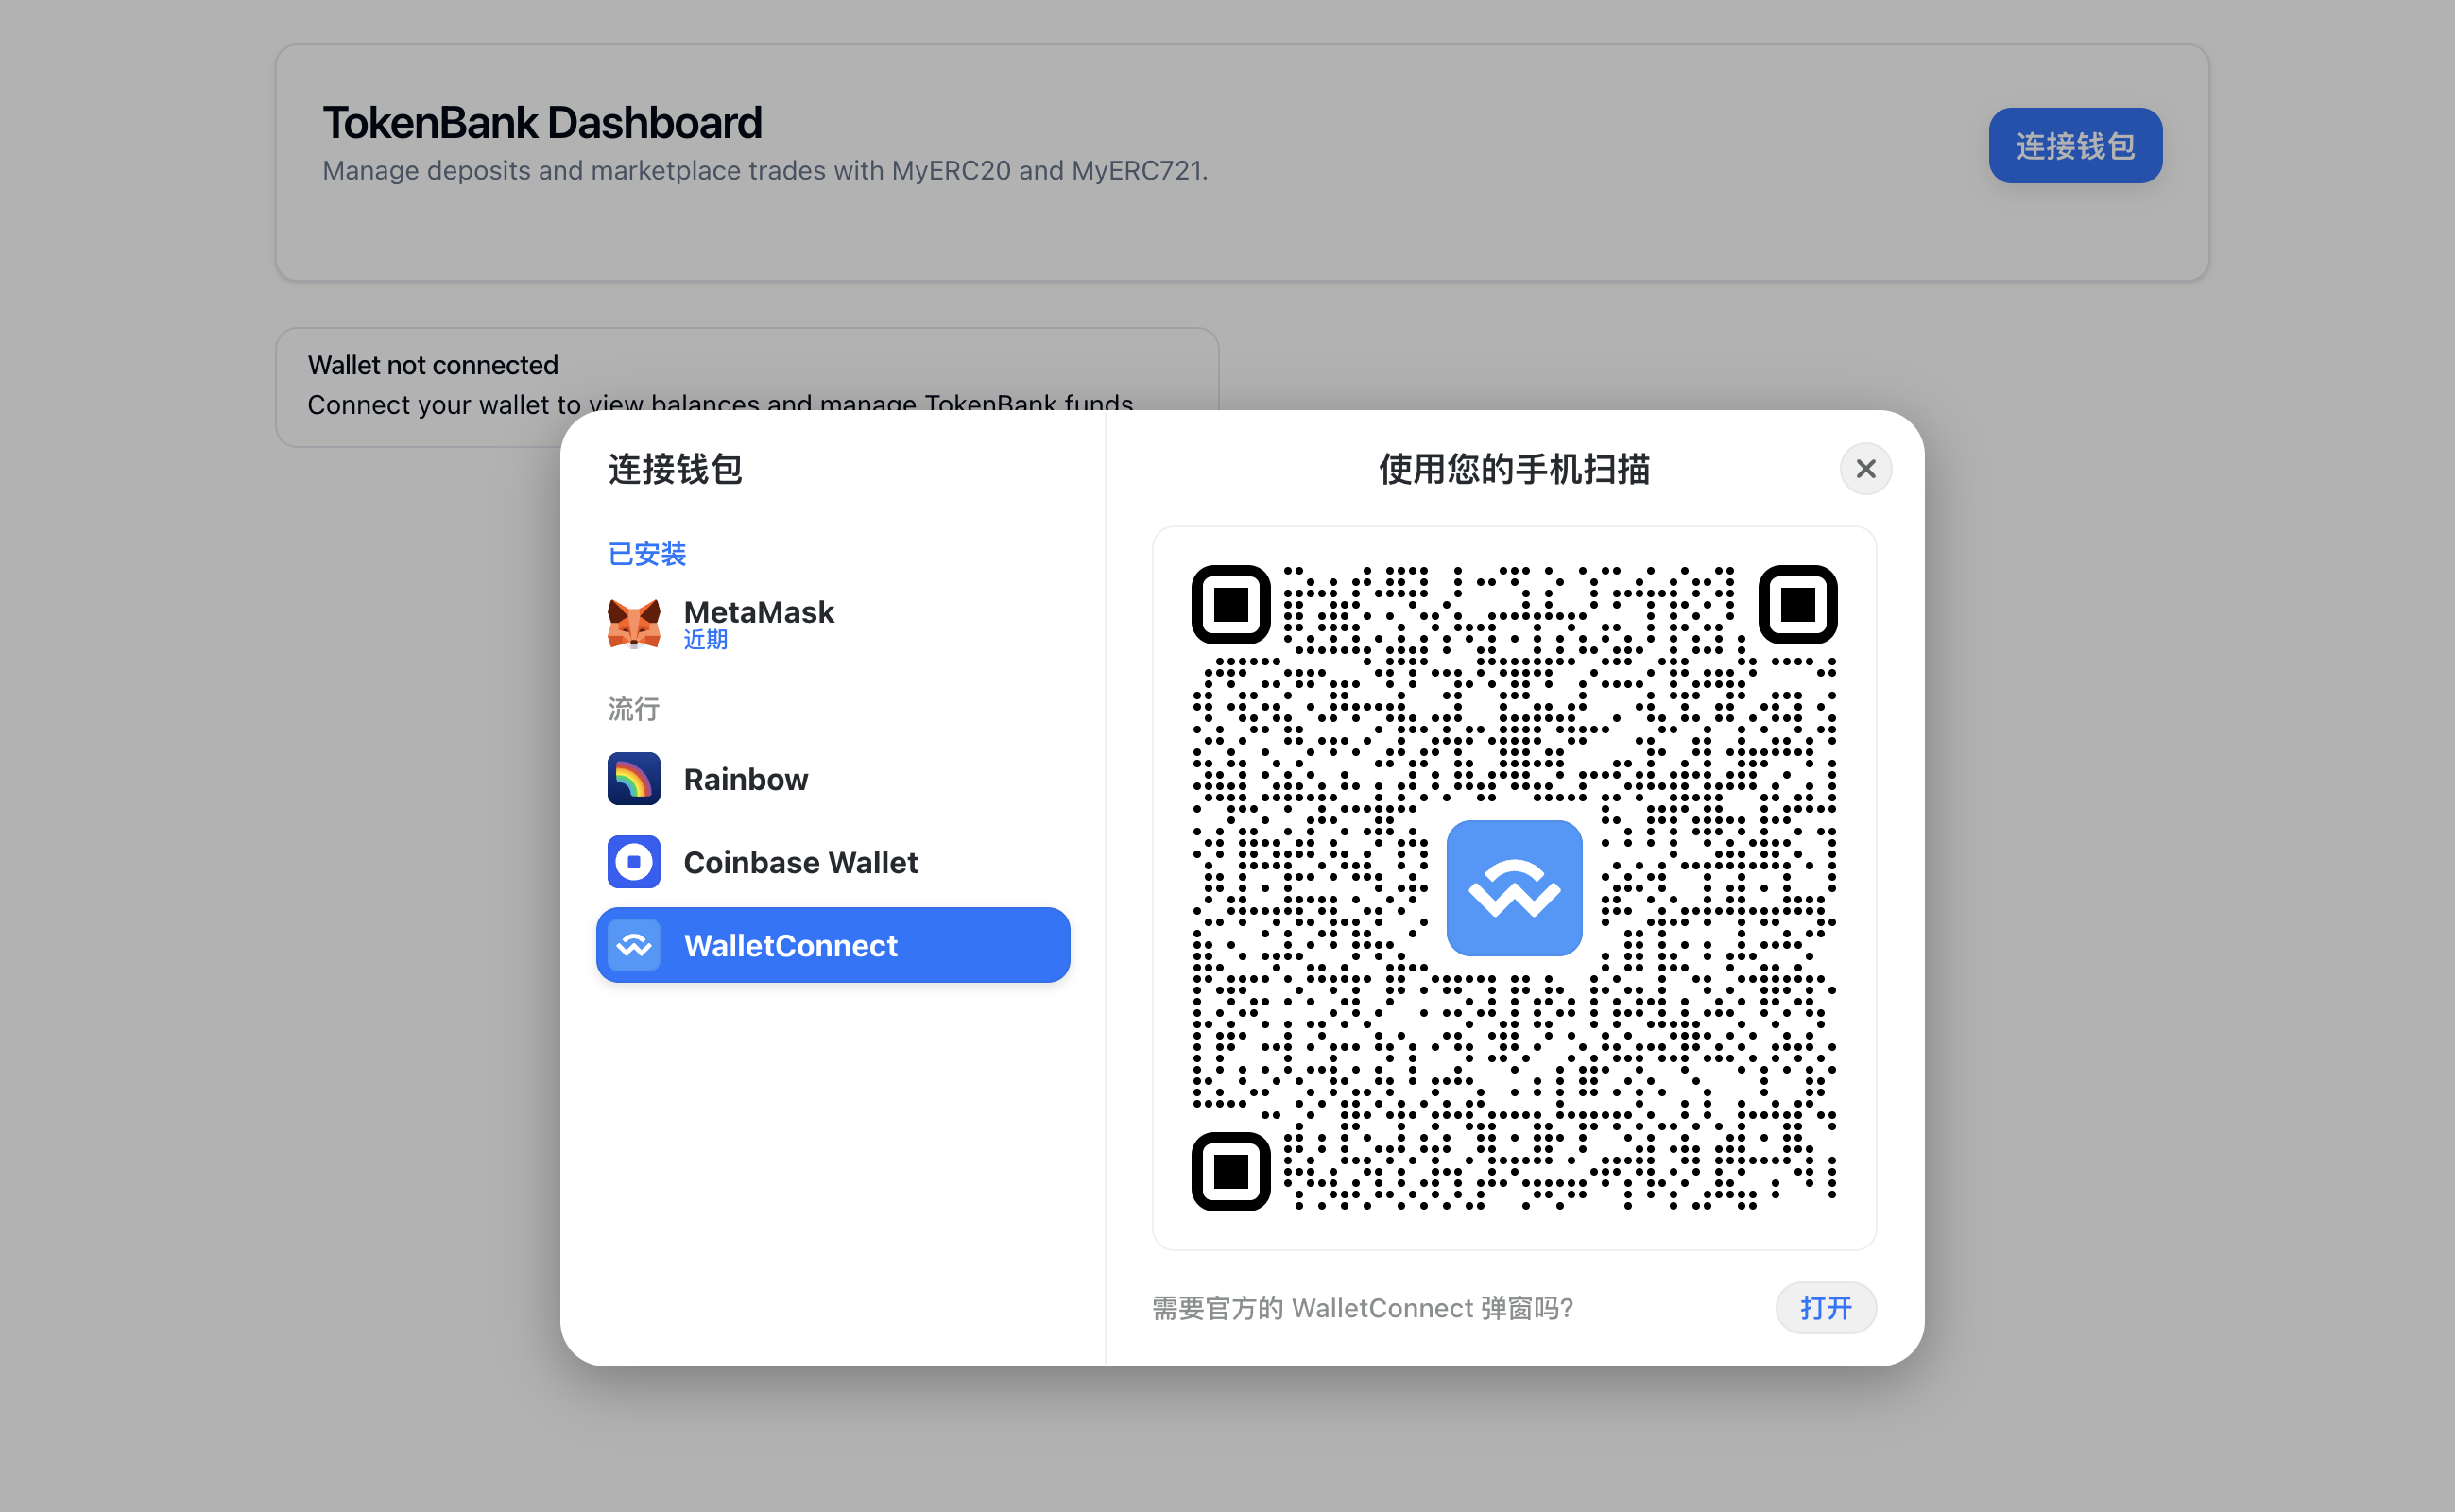 TokenBank Dashboard
Manage deposits and marketplace trades with MyERC20 and MyERC721.
连接钱包
Wallet not connected
Connect your wallet to view balances and manage TokenBank funds
连接钱包
已安装
MetaMask
近期
流行
Rainbow
Coinbase Wallet
WalletConnect
使用您的手机扫描
需要官方的 WalletConnect 弹窗吗?
打开